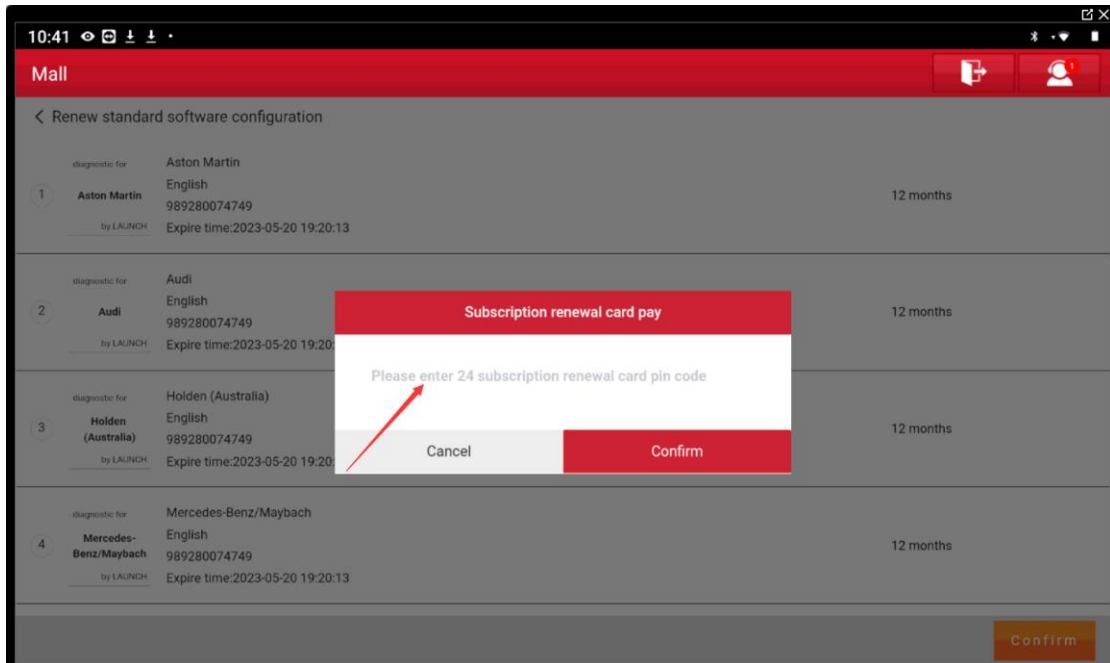 10:41
Mall
1
Renew standard software configuration
1
diagnostic for
Aston Martin
by LAUNCH
Aston Martin
English
989280074749
Expire time:2023-05-20 19:20:13
12 months
2
diagnostic for
Audi
by LAUNCH
Audi
English
989280074749
Expire time:2023-05-20 19:20:
12 months
3
diagnostic for
Holden
(Australia)
by LAUNCH
Holden (Australia)
English
989280074749
Expire time:2023-05-20 19:20:
12 months
4
diagnostic for
Mercedes-
Benz/Maybach
by LAUNCH
Mercedes-Benz/Maybach
English
989280074749
Expire time:2023-05-20 19:20:13
12 months
Subscription renewal card pay
Please enter 24 subscription renewal card pin code
Cancel
Confirm
Confirm